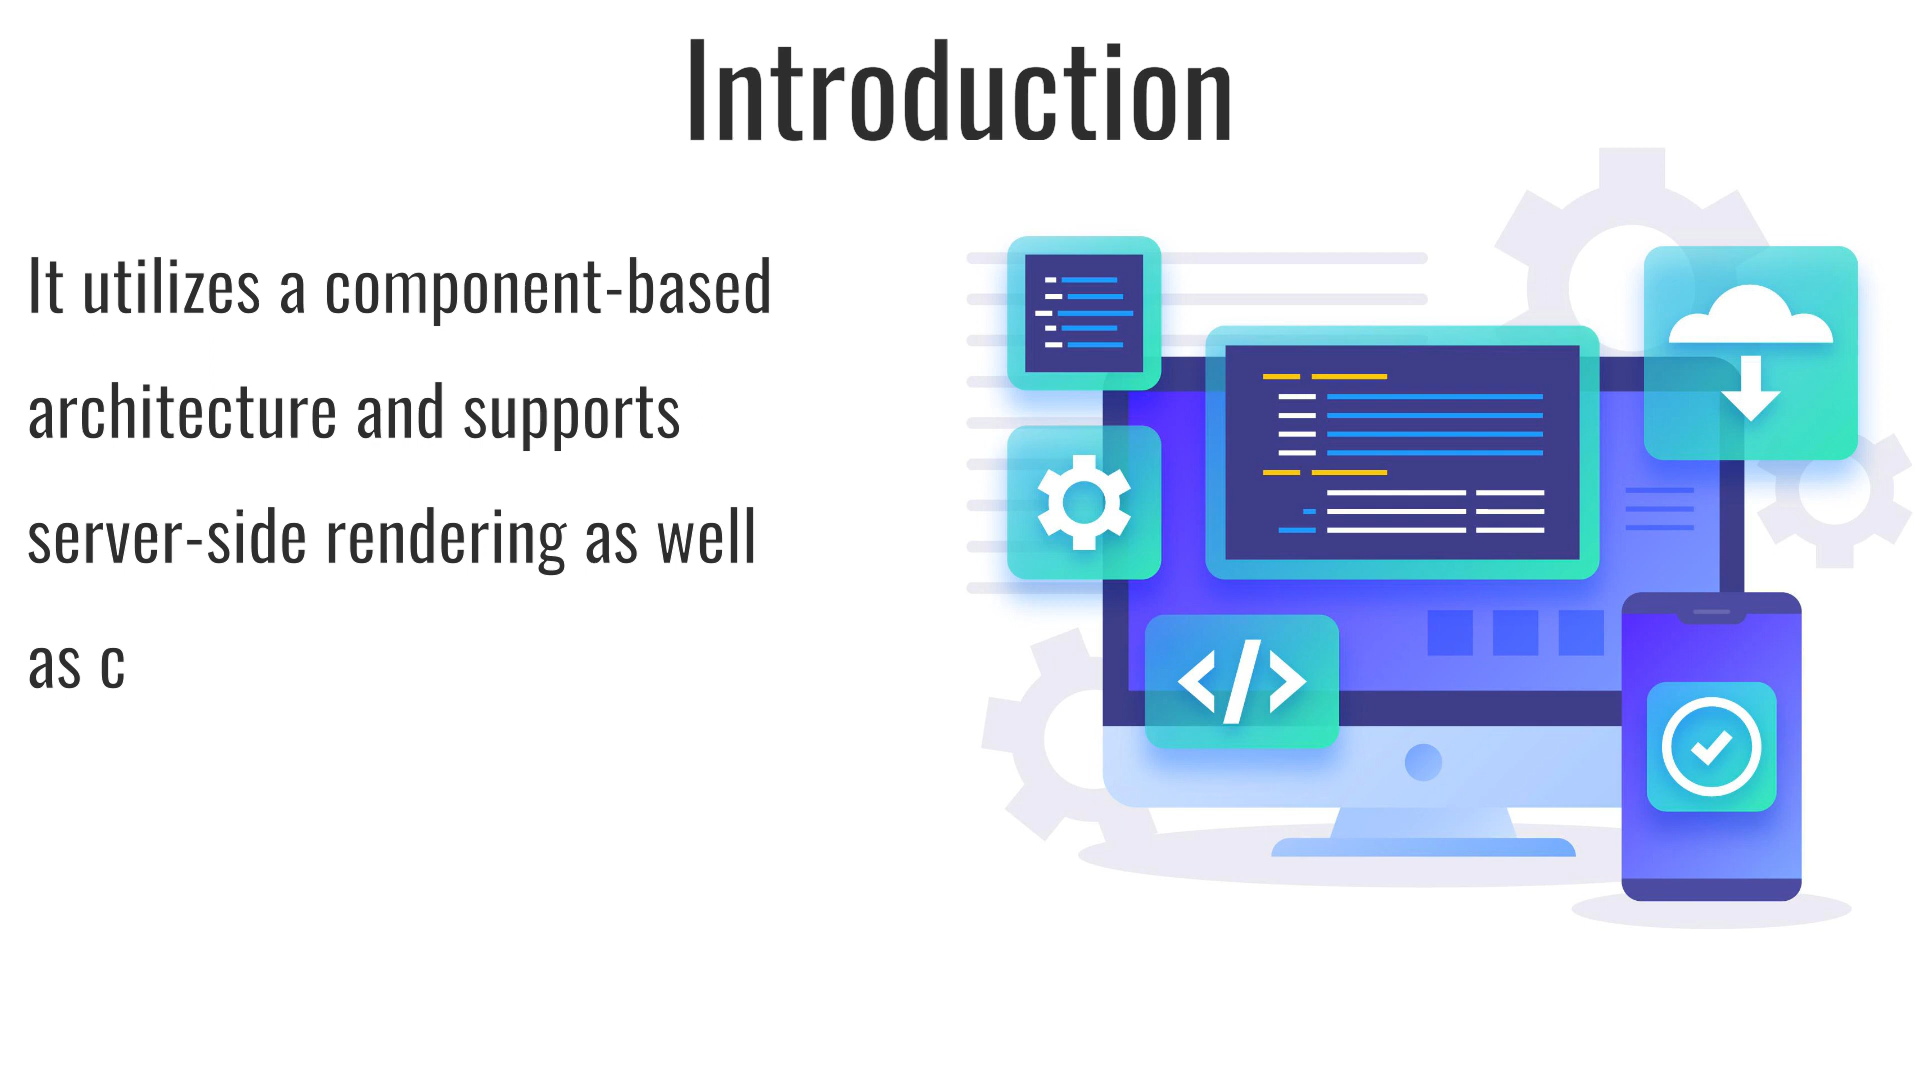 Introduction
It utilizes a component-based
architecture and supports
server-side rendering as well
as c